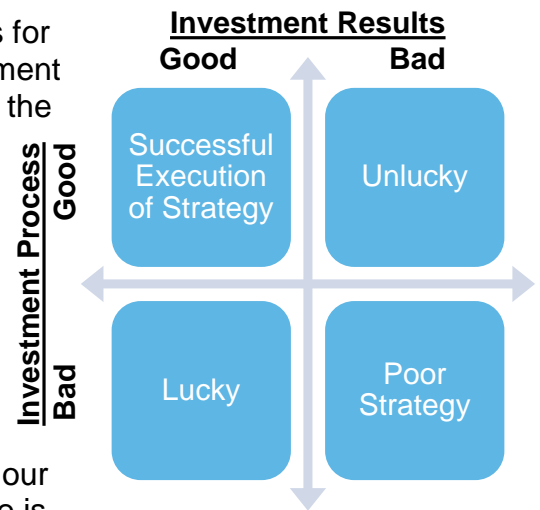 s for
ment
the
Investment Results
Good Bad
Investment Process
Good
Bad
Successful
Execution
of Strategy
Unlucky
Lucky
Poor
Strategy
our
e is